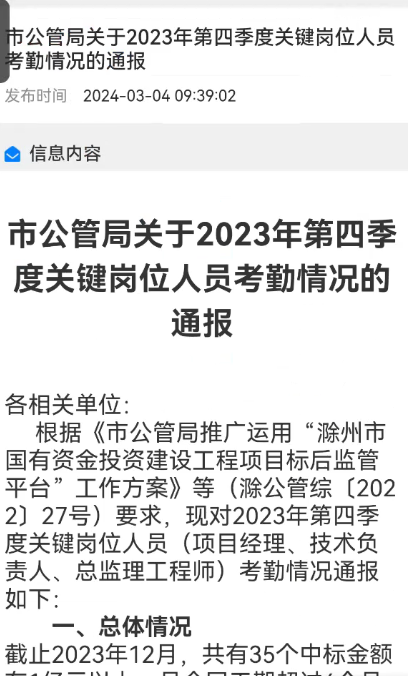 市公管局关于2023年第四季度关键岗位人员
考勤情况的通报
发布时间 2024-03-04 09:39:02
信息内容
市公管局关于2023年第四季
度关键岗位人员考勤情况的
通报
各相关单位：
根据《市公管局推广运用“滁州市
国有资金投资建设工程项目标后监管
平台”工作方案》等（滁公管综〔202
2〕27号）要求，现对2023年第四季
度关键岗位人员（项目经理、技术负
责人、总监理工程师）考勤情况通报
如下：
一、总体情况
截止2023年12月，共有35个中标金额